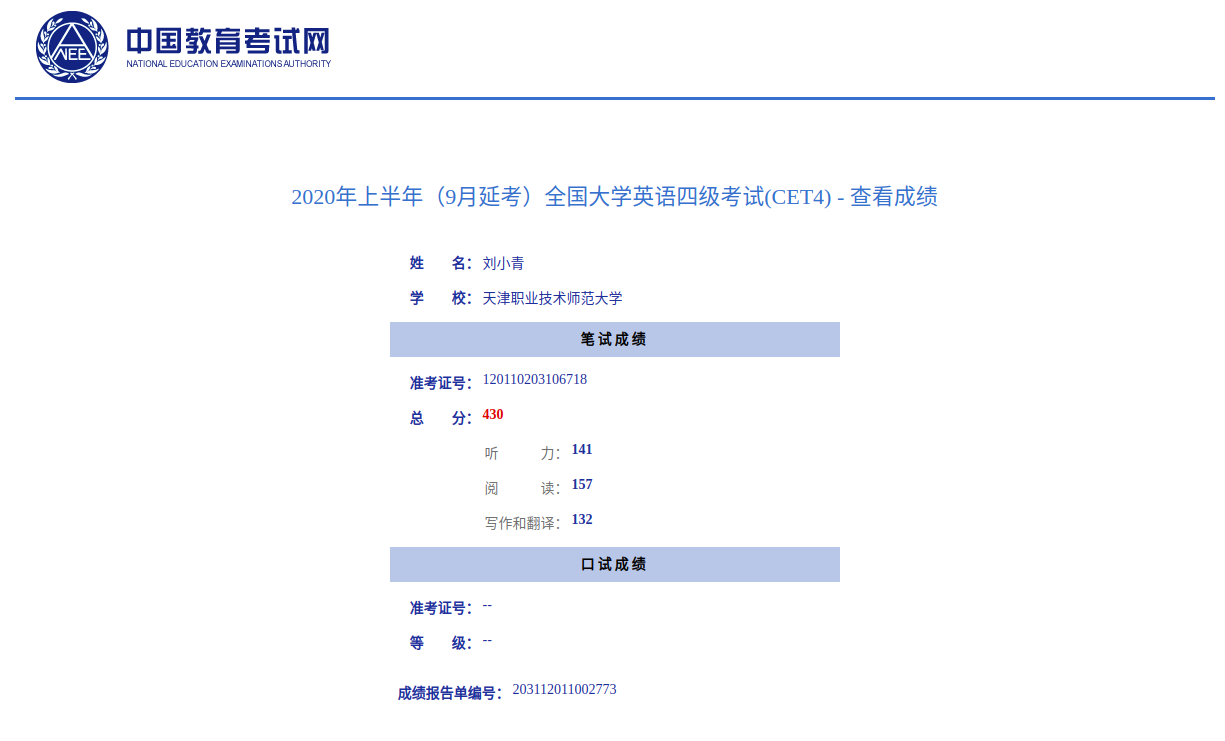 NEE
中国教育考试网
NATIONAL EDUCATION EXAMINATIONS AUTHORITY
2020年上半年（9月延考）全国大学英语四级考试(CET4) - 查看成绩
姓　　名： 刘小青
学　　校： 天津职业技术师范大学
笔试成绩
准考证号： 120110203106718
总　　分： 430
听　　　力： 141
阅　　　读： 157
写作和翻译： 132
口试成绩
准考证号： --
等　　级： --
成绩报告单编号： 203112011002773